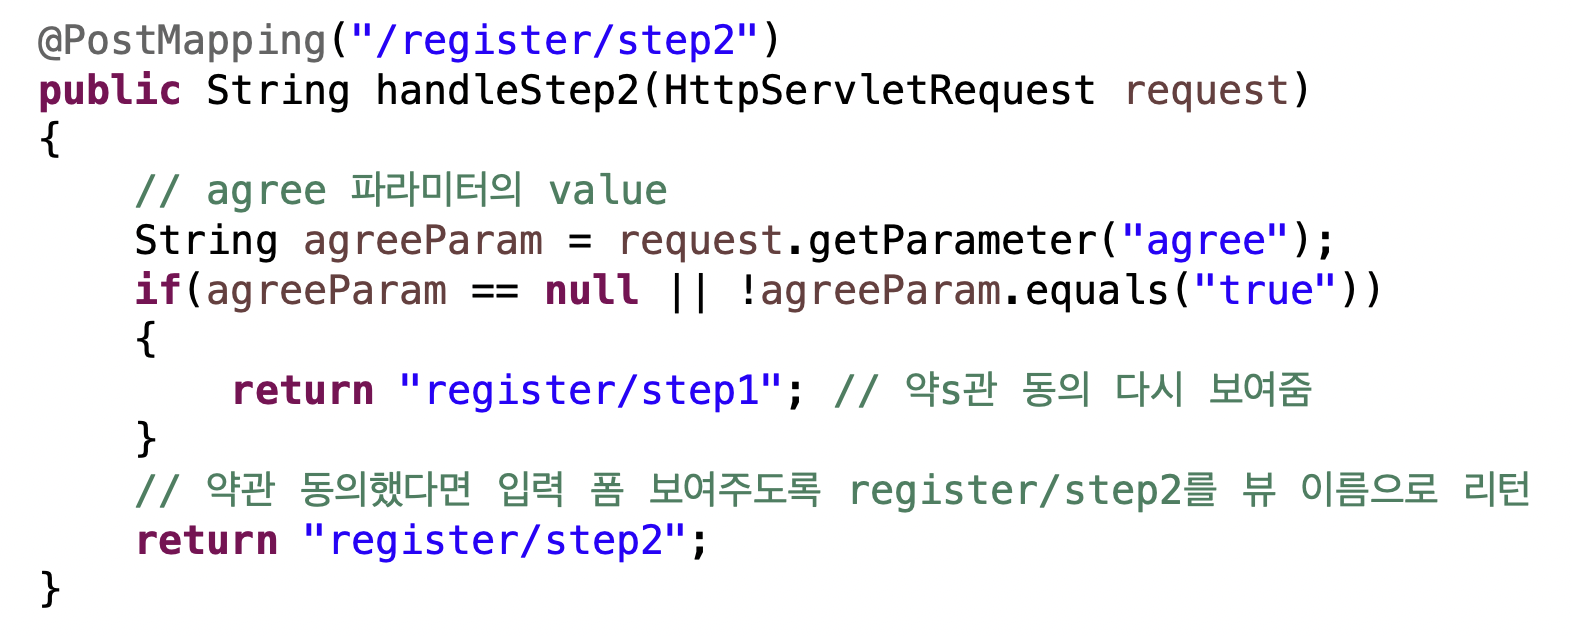 @PostMapping("/register/step2")
public String handleStep2(HttpServletRequest request)
{
    // agree 파라미터의 value
    String agreeParam = request.getParameter("agree");
    if(agreeParam == null || !agreeParam.equals("true"))
    {
        return "register/step1"; // 약s관 동의 다시 보여줌
    }
    // 약관 동의했다면 입력 폼 보여주도록 register/step2를 뷰 이름으로 리턴
    return "register/step2";
}